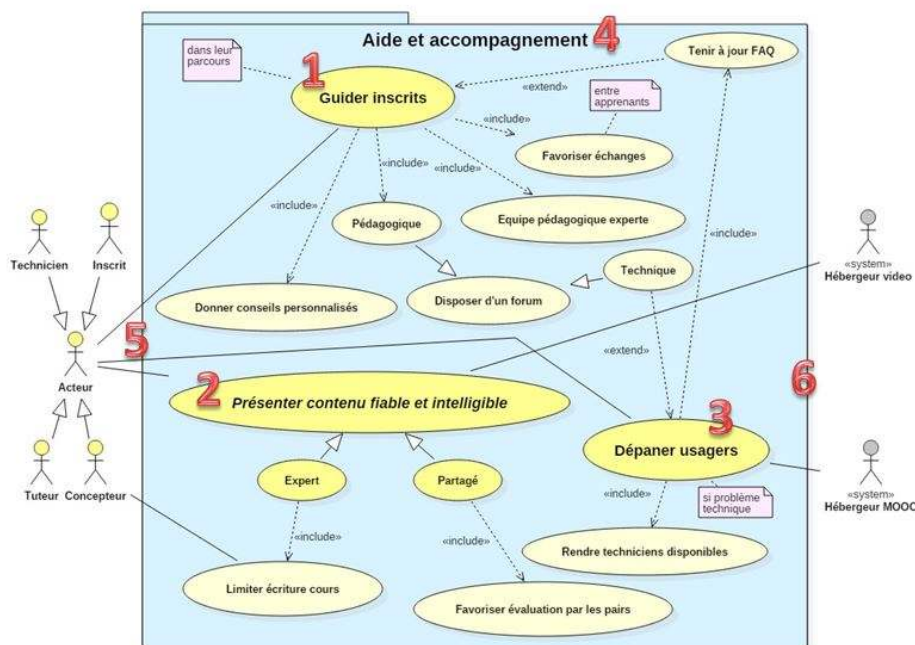 Aide et accompagnement
4
dans leur
parcours
1
Tenir à jour FAQ
Guider inscrits
«extend»
entre
apprenants
«include»
Favoriser échanges
«include»
«include»
«include»
Pédagogique
Equipe pédagogique experte
«include»
Technicien
Inscrit
«system»
Hébergeur video
Technique
Donner conseils personnalisés
Disposer d'un forum
5
«extend»
Acteur
2
Présenter contenu fiable et intelligible
6
3
Dépaner usagers
Expert
Partagé
Tuteur
Concepteur
«include»
si problème
technique
«system»
Hébergeur MOOC
«include»
«include»
Rendre techniciens disponibles
Limiter écriture cours
Favoriser évaluation par les pairs